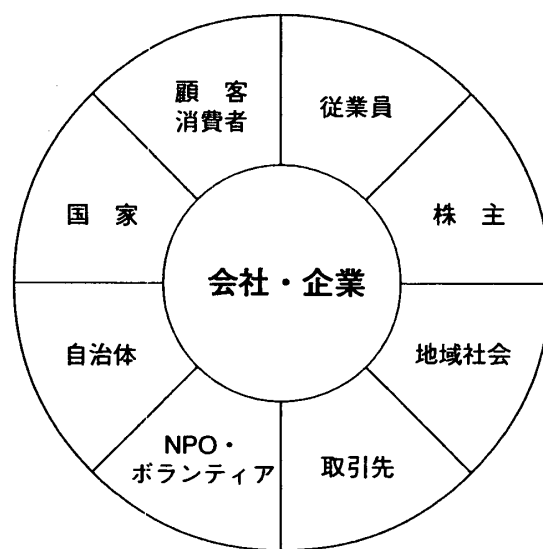 顧　客
消費者
従業員
国　家
株　主
会社・企業
自治体
地域社会
NPO・
ボランティア
取引先